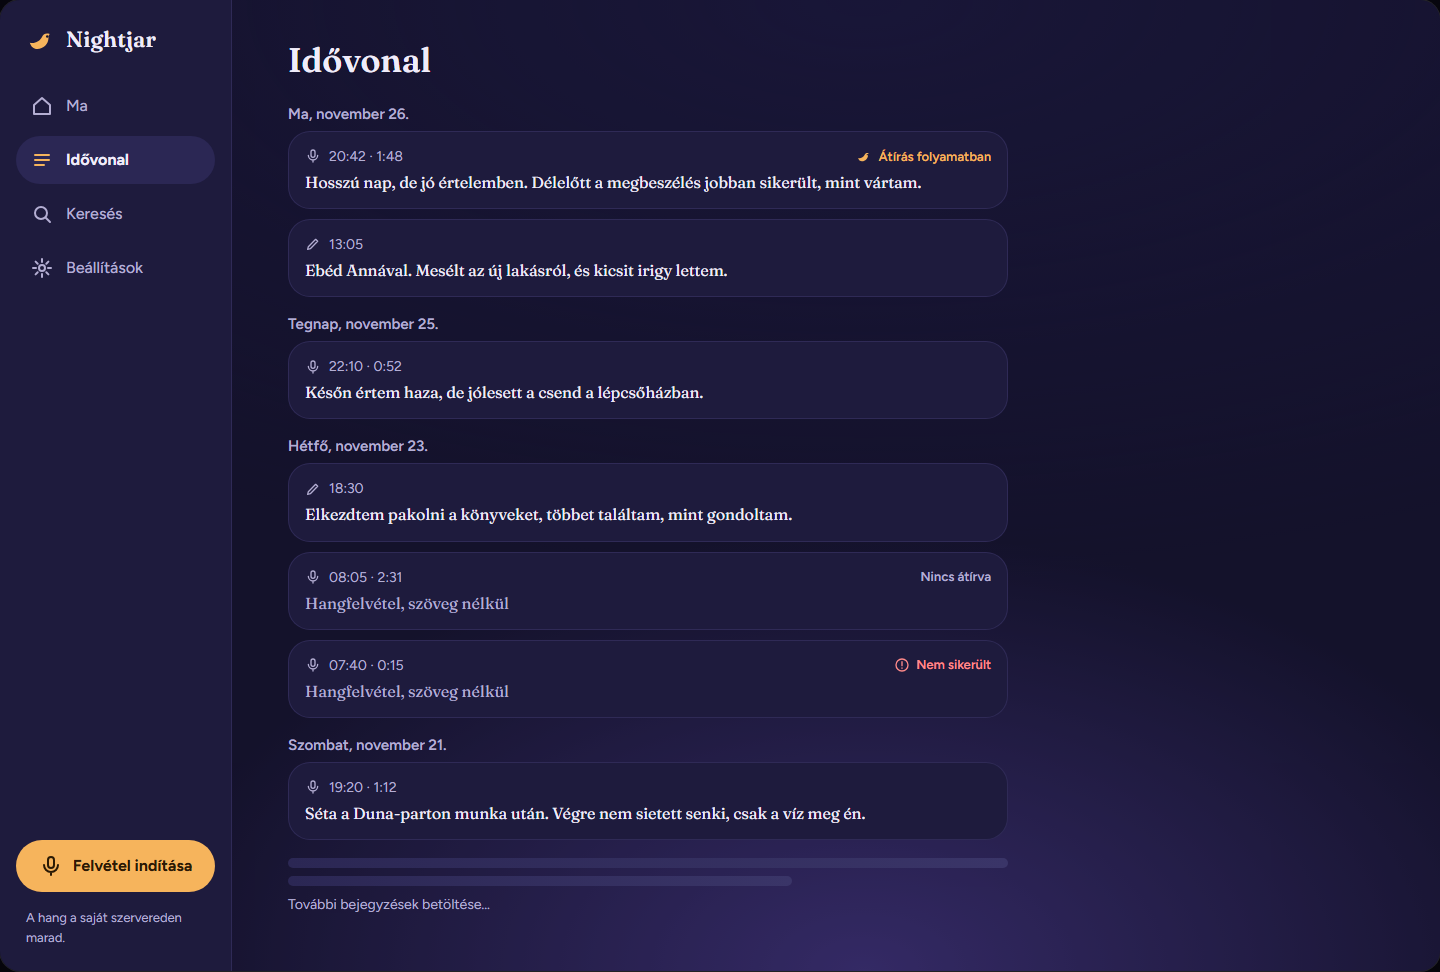 Nightjar
Ma
Idővonal
Keresés
Beállítások
Felvétel indítása
A hang a saját szervereden
marad.
Idővonal
Ma, november 26.
20:42 · 1:48
Átírás folyamatban
Hosszú nap, de jó értelemben. Délelőtt a megbeszélés jobban sikerült, mint vártam.
13:05
Ebéd Annával. Mesélt az új lakásról, és kicsit irigy lettem.
Tegnap, november 25.
22:10 · 0:52
Későn értem haza, de jólesett a csend a lépcsőházban.
Hétfő, november 23.
18:30
Elkezdtem pakolni a könyveket, többet találtam, mint gondoltam.
08:05 · 2:31
Nincs átírva
Hangfelvétel, szöveg nélkül
07:40 · 0:15
Nem sikerült
Hangfelvétel, szöveg nélkül
Szombat, november 21.
19:20 · 1:12
Séta a Duna-parton munka után. Végre nem sietett senki, csak a víz meg én.
További bejegyzések betöltése...